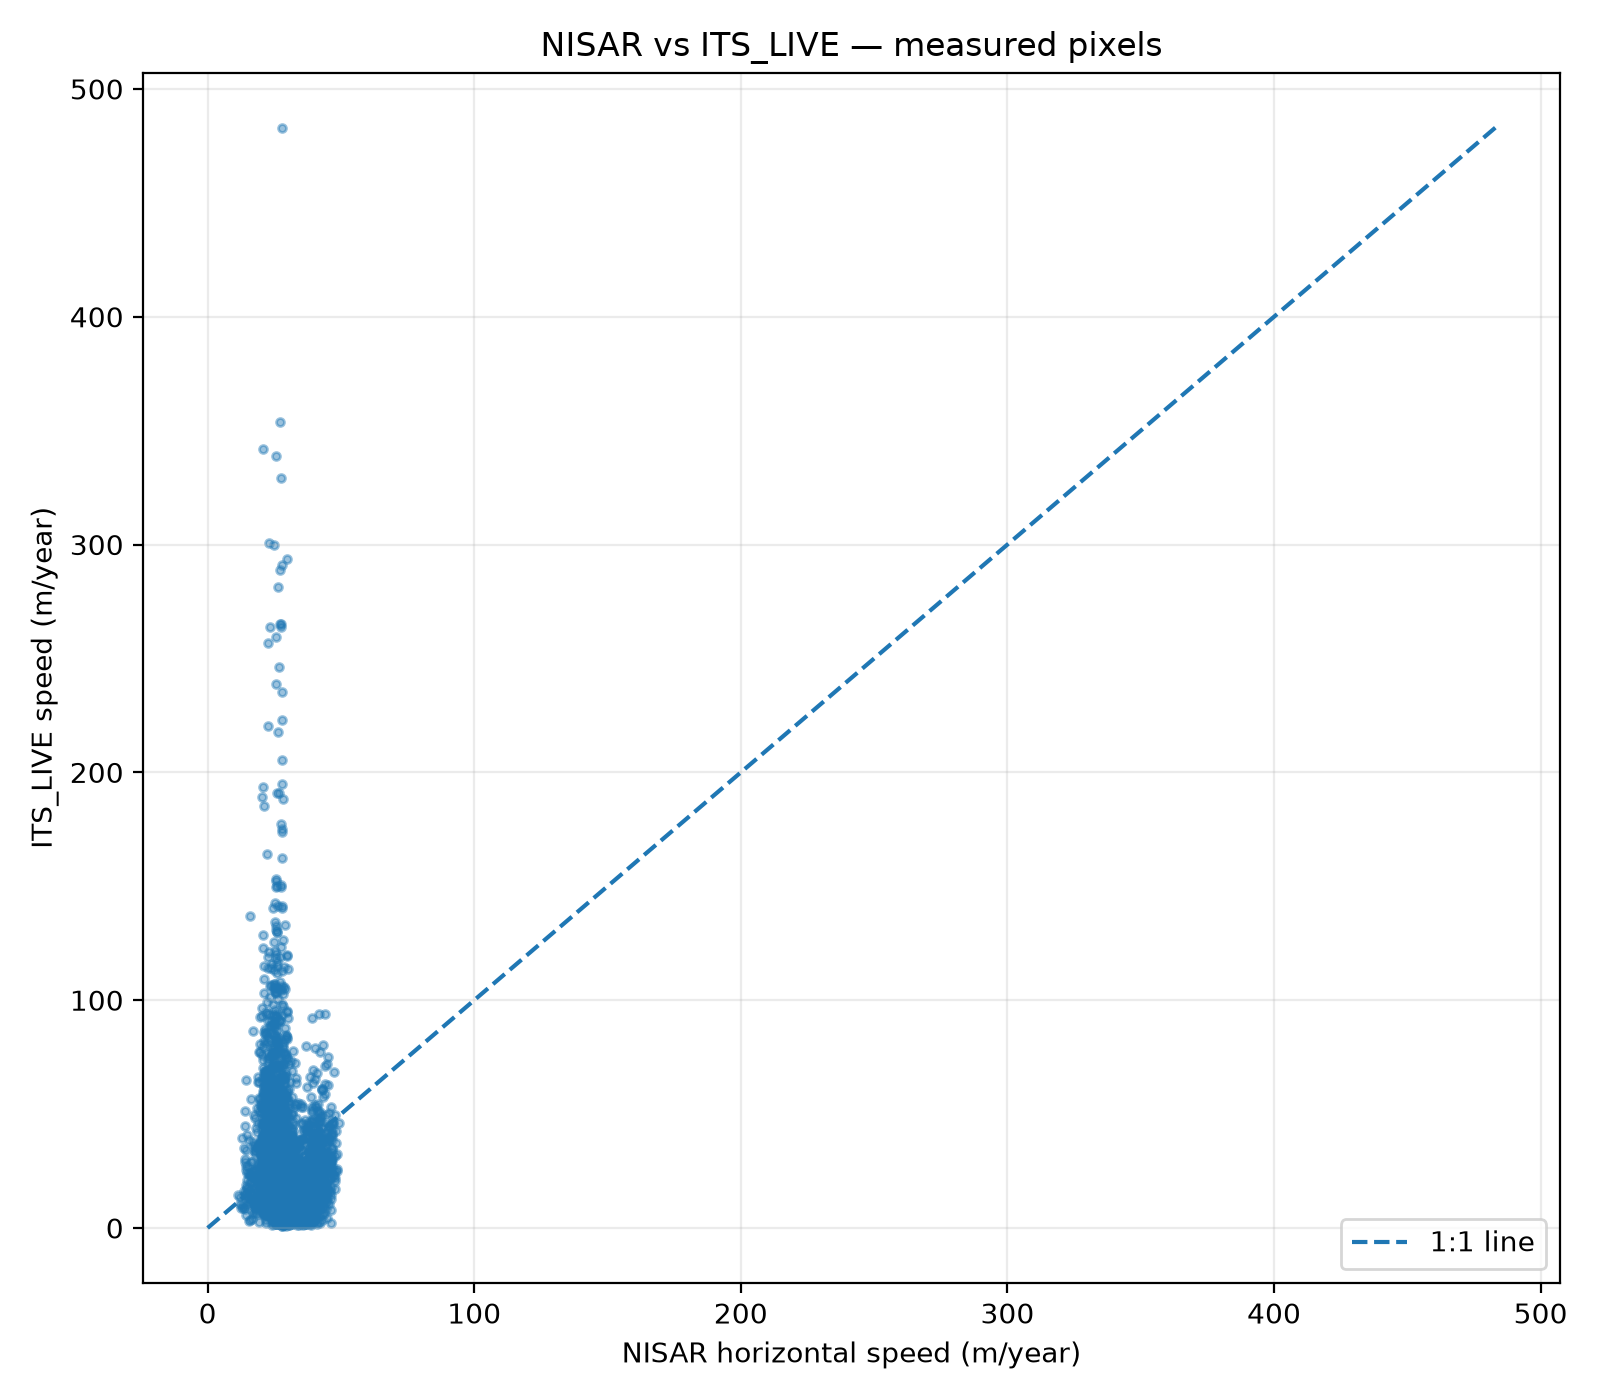 NISAR vs ITS_LIVE — measured pixels
500
400
300
200
100
0
ITS_LIVE speed (m/year)
1:1 line
0 100 200 300 400 500
NISAR horizontal speed (m/year)